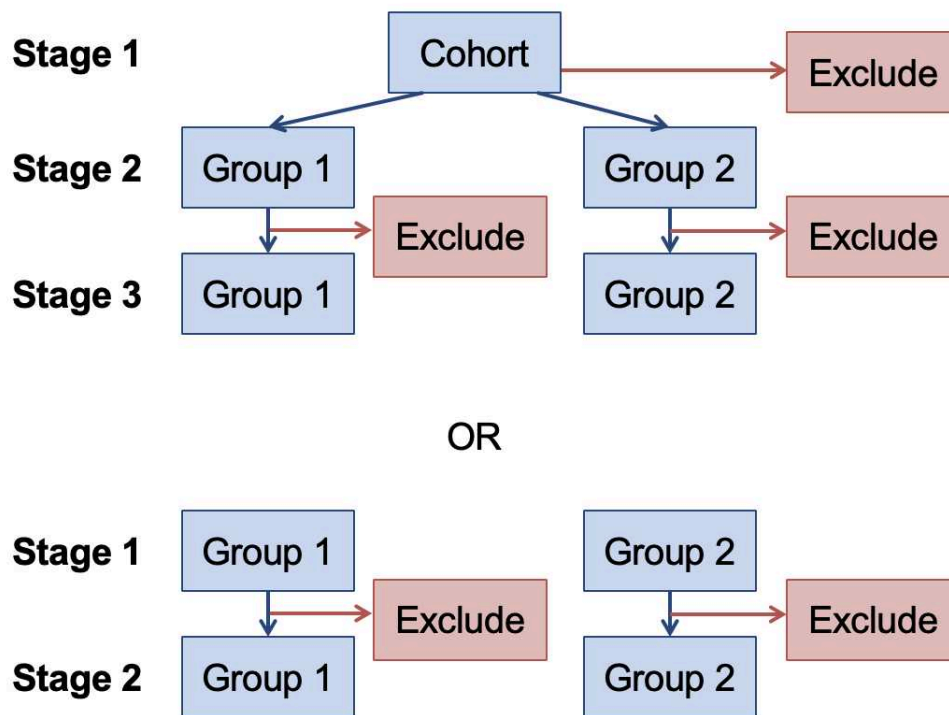 Stage 1
Cohort
Exclude
Stage 2
Group 1
Group 2
Exclude
Exclude
Stage 3
Group 1
Group 2
OR
Stage 1
Group 1
Group 2
Exclude
Exclude
Stage 2
Group 1
Group 2